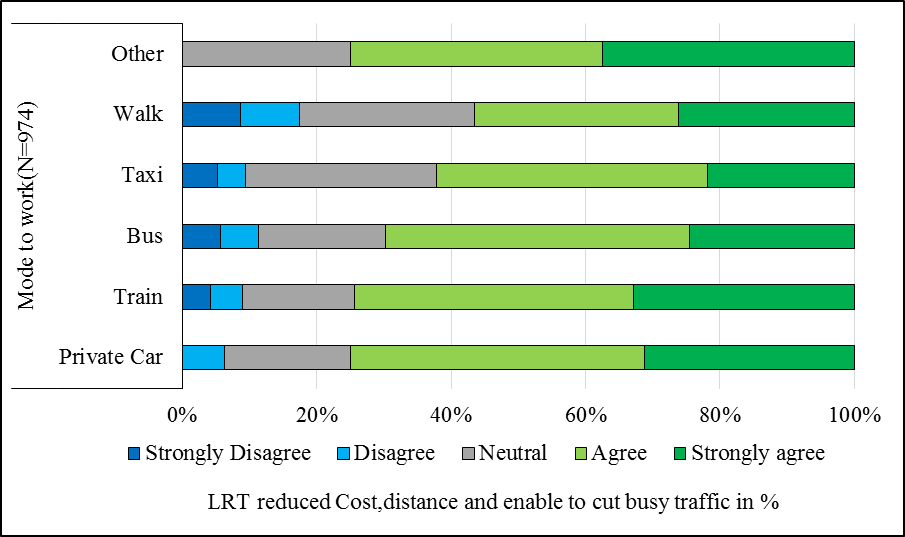 Mode to work(N=974)
Other
Walk
Taxi
Bus
Train
Private Car
0% 20% 40% 60% 80% 100%
Strongly Disagree Disagree Neutral Agree Strongly agree
LRT reduced Cost,distance and enable to cut busy traffic in %